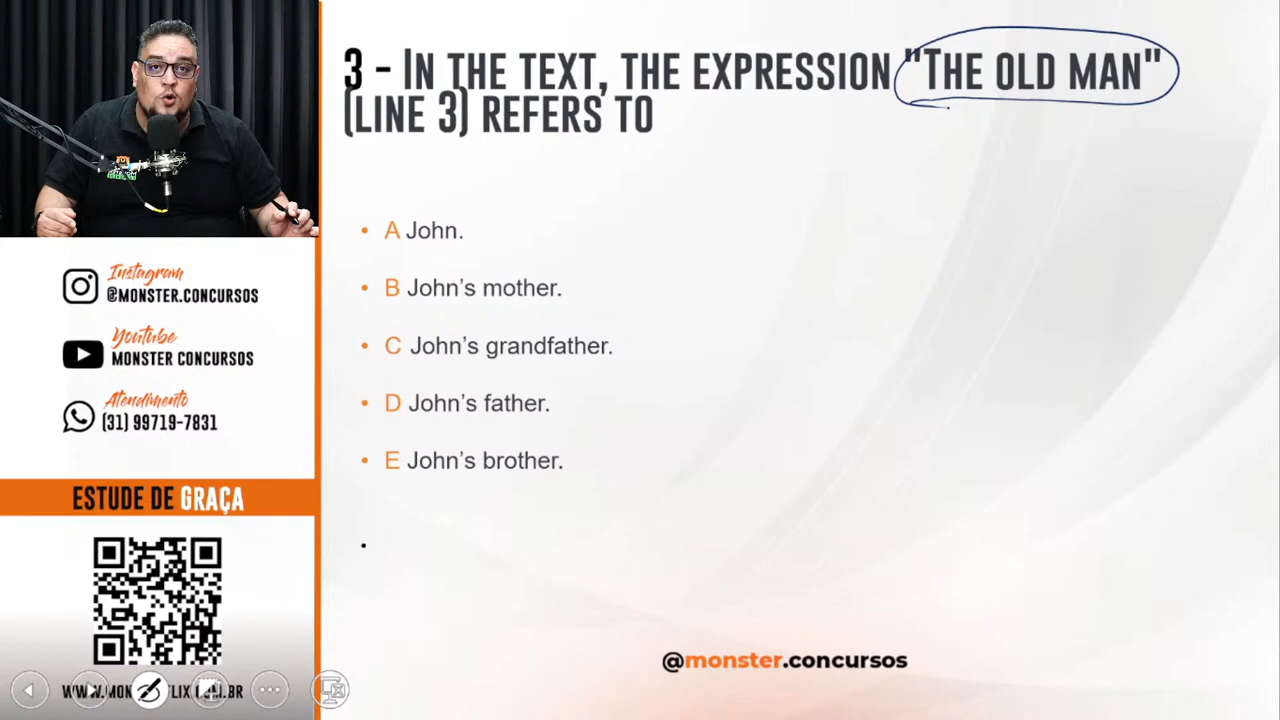 3 - IN THE TEXT, THE EXPRESSION "THE OLD MAN"
(LINE 3) REFERS TO
• A John.
• B John's mother.
• C John's grandfather.
• D John's father.
• E John's brother.
Instagram
@MONSTER.CONCURSOS
Youtube
MONSTER CONCURSOS
Atendimento
(31) 99719-7831
ESTUDE DE GRAÇA
@monster.concursos